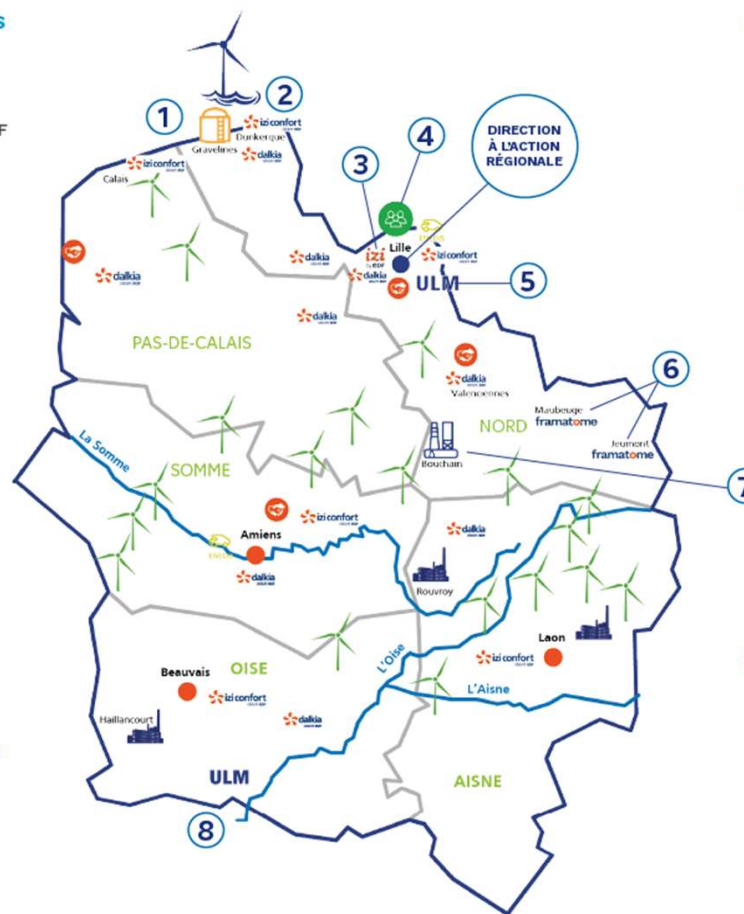 s
F
1
2
izi confort
Dunkerque
Gravelines
dalkia
izi confort
Calais
3
4
DIRECTION
À L'ACTION
RÉGIONALE
Lille
izi
by EDF
dalkia
dalkia
izi confort
ULM
5
dalkia
dalkia
PAS-DE-CALAIS
dalkia
Valenciennes
6
Maubeuge
framatome
NORD
Jeumont
framatome
Bouchain
7
La Somme
SOMME
izi confort
Amiens
dalkia
dalkia
Rouvroy
Laon
izi confort
L'Oise
OISE
Beauvais
izi confort
L'Aisne
Haillancourt
dalkia
ULM
AISNE
8